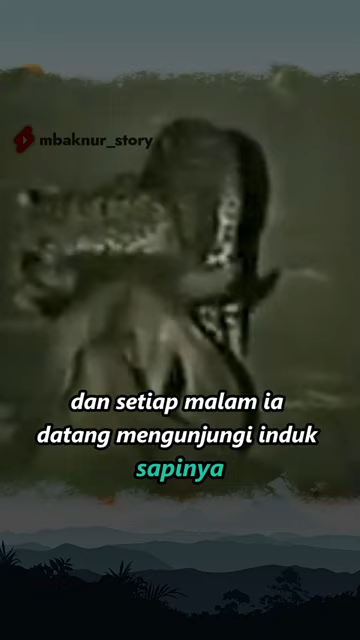 mbaknur_story
dan setiap malam ia
datang mengunjungi induk
sapinya